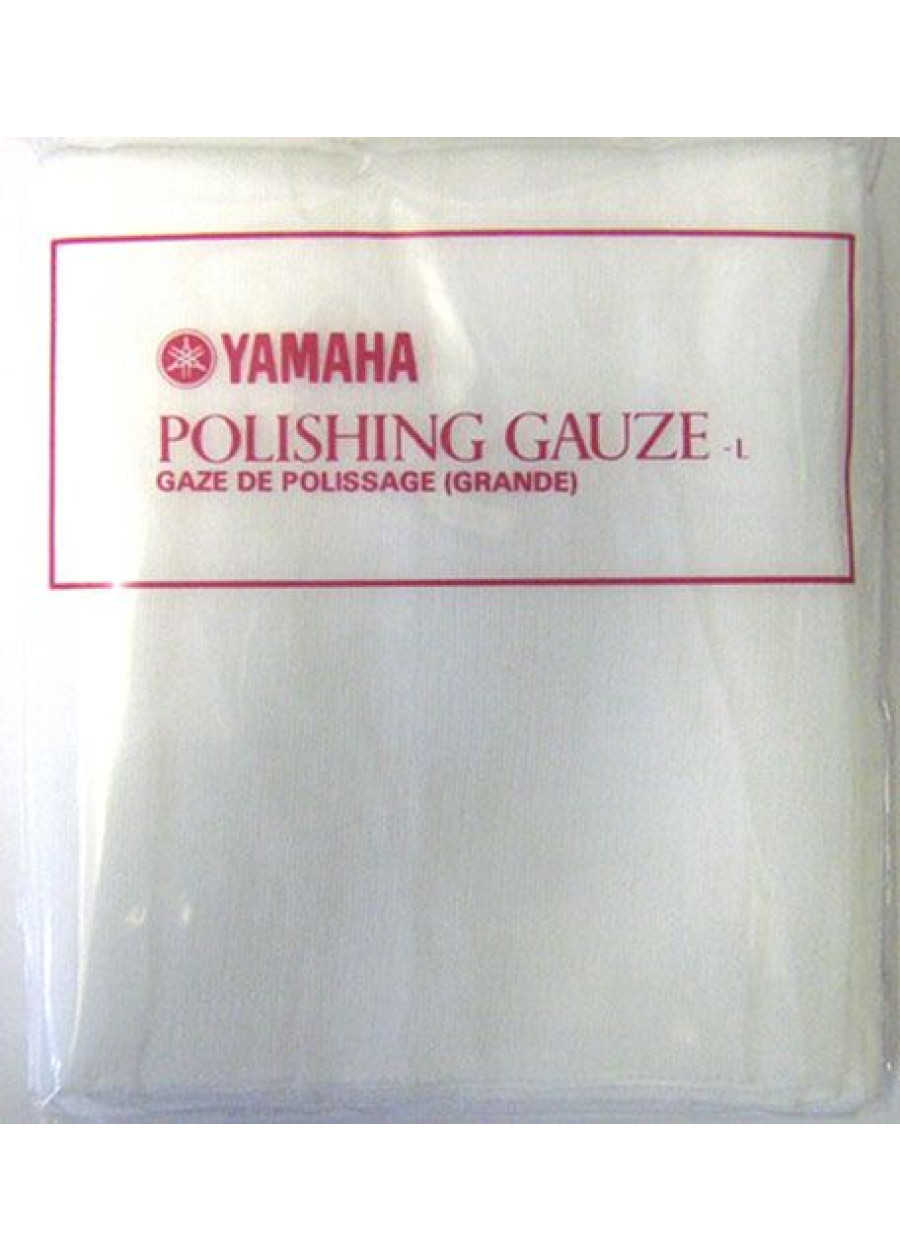 YAMAHA
POLISHING GAUZE -L
GAZE DE POLISSAGE (GRANDE)